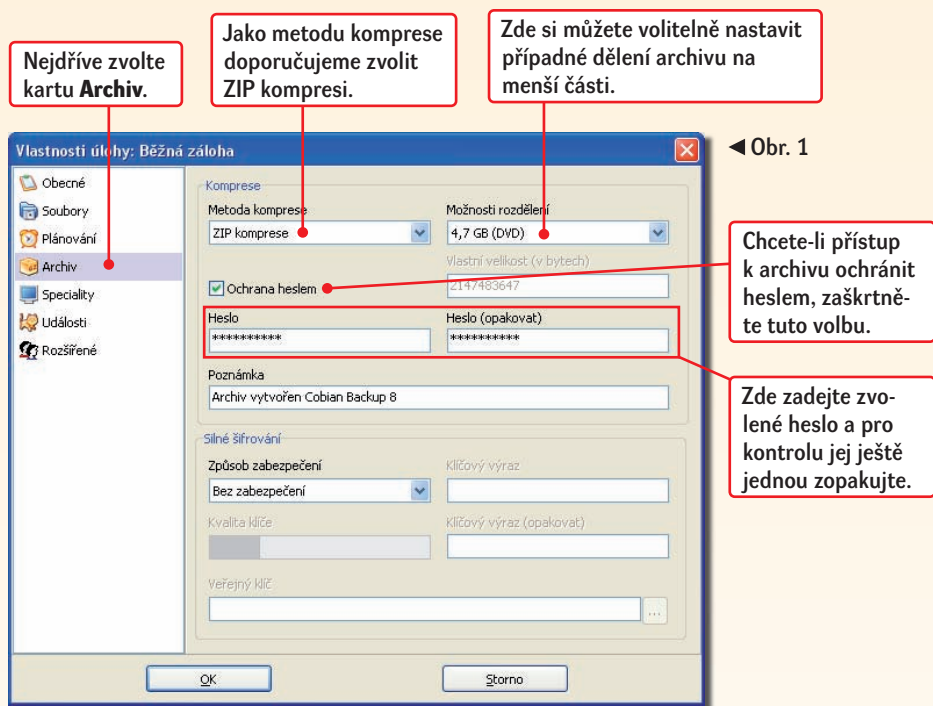 Nejdříve zvolte
kartu Archiv.
Jako metodu komprese
doporučujeme zvolit
ZIP kompresi.
Zde si můžete volitelně nastavit
případné dělení archivu na
menší části.
Vlastnosti úlohy: Běžná záloha
◄ Obr. 1
Obecné
Soubory
Plánování
Archiv
Speciality
Události
Rozšířené
Komprese
Metoda komprese
Možnosti rozdělení
ZIP komprese
4,7 GB (DVD)
Vlastní velikost (v bytech)
Ochrana heslem
2147483647
Heslo
Heslo (opakovat)
**********
**********
Poznámka
Archiv vytvořen Cobian Backup 8
Silné šifrování
Způsob zabezpečení
Klíčový výraz
Bez zabezpečení
Kvalita klíče
Klíčový výraz (opakovat)
Veřejný klíč
...
OK
Storno
Chcete-li přístup
k archivu ochránit
heslem, zaškrtně-
te tuto volbu.
Zde zadejte zvo-
lené heslo a pro
kontrolu jej ještě
jednou zopakujte.